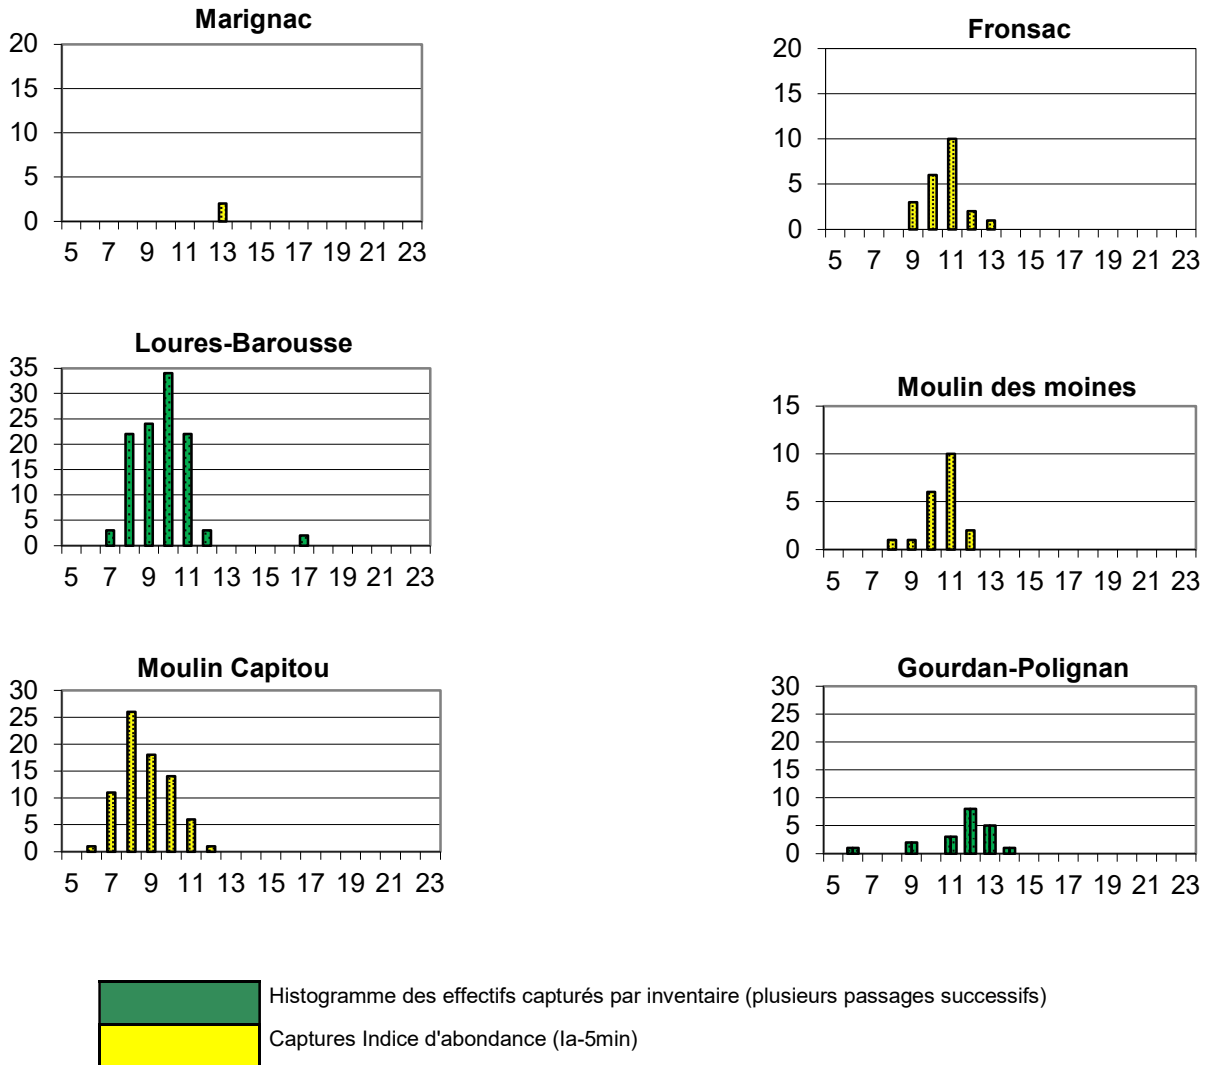 Marignac
20
15
10
5
0
5 7 9 11 13 15 17 19 21 23
Fronsac
20
15
10
5
0
5 7 9 11 13 15 17 19 21 23
Loures-Barousse
35
30
25
20
15
10
5
0
5 7 9 11 13 15 17 19 21 23
Moulin des moines
15
10
5
0
5 7 9 11 13 15 17 19 21 23
Moulin Capitou
30
25
20
15
10
5
0
5 7 9 11 13 15 17 19 21 23
Gourdan-Polignan
30
25
20
15
10
5
0
5 7 9 11 13 15 17 19 21 23
Histogramme des effectifs capturés par inventaire (plusieurs passages successifs)
Captures Indice d'abondance (Ia-5min)